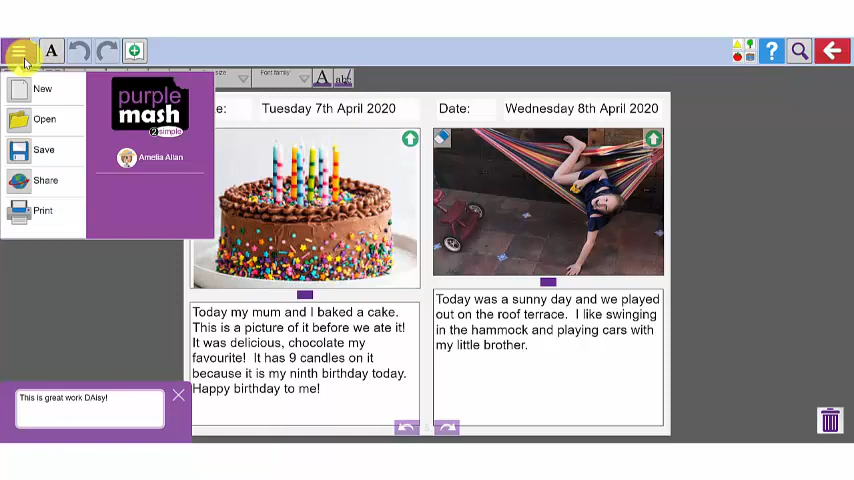 A
?
size
Font family
A
abc
New
Open
Save
Share
Print
purple
mash
2simple
Amelia Allan
e:
Tuesday 7th April 2020
Date:
Wednesday 8th April 2020
Today my mum and I baked a cake.
This is a picture of it before we ate it!
It was delicious, chocolate my
favourite! It has 9 candles on it
because it is my ninth birthday today.
Happy birthday to me!
Today was a sunny day and we played
out on the roof terrace. I like swinging
in the hammock and playing cars with
my little brother.
This is great work DAisy!